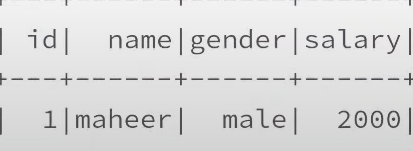 | id| name|gender|salary|
+---+------+------+------+
| 1|maheer| male| 2000|